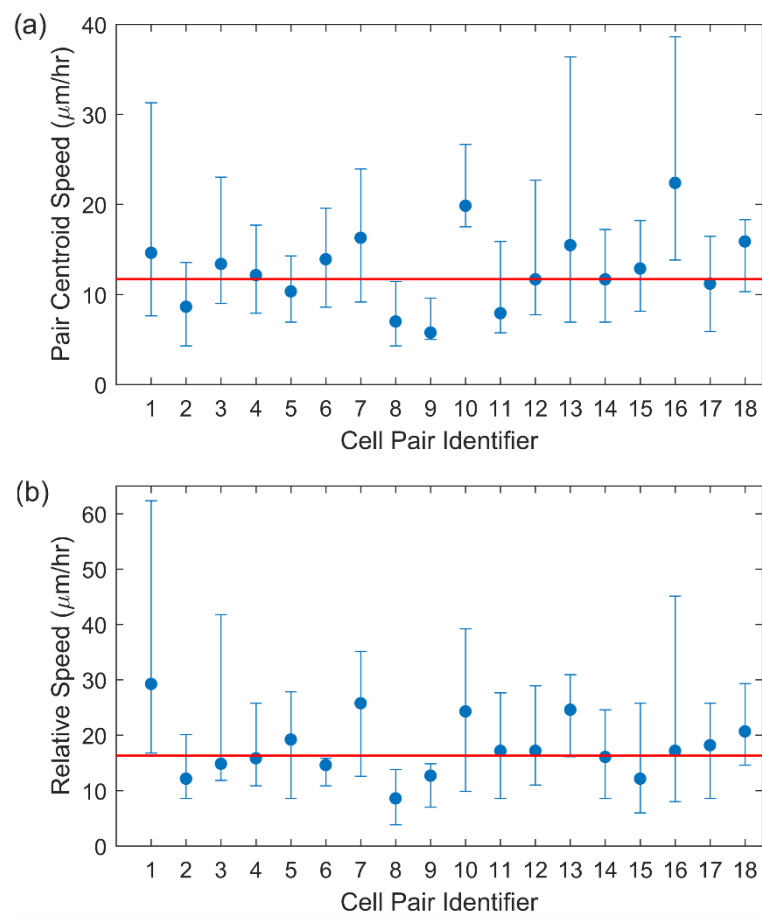 (a)
Pair Centroid Speed (μm/hr)
40
30
20
10
0
1 2 3 4 5 6 7 8 9 10 11 12 13 14 15 16 17 18
Cell Pair Identifier
(b)
Relative Speed (μm/hr)
60
50
40
30
20
10
0
1 2 3 4 5 6 7 8 9 10 11 12 13 14 15 16 17 18
Cell Pair Identifier